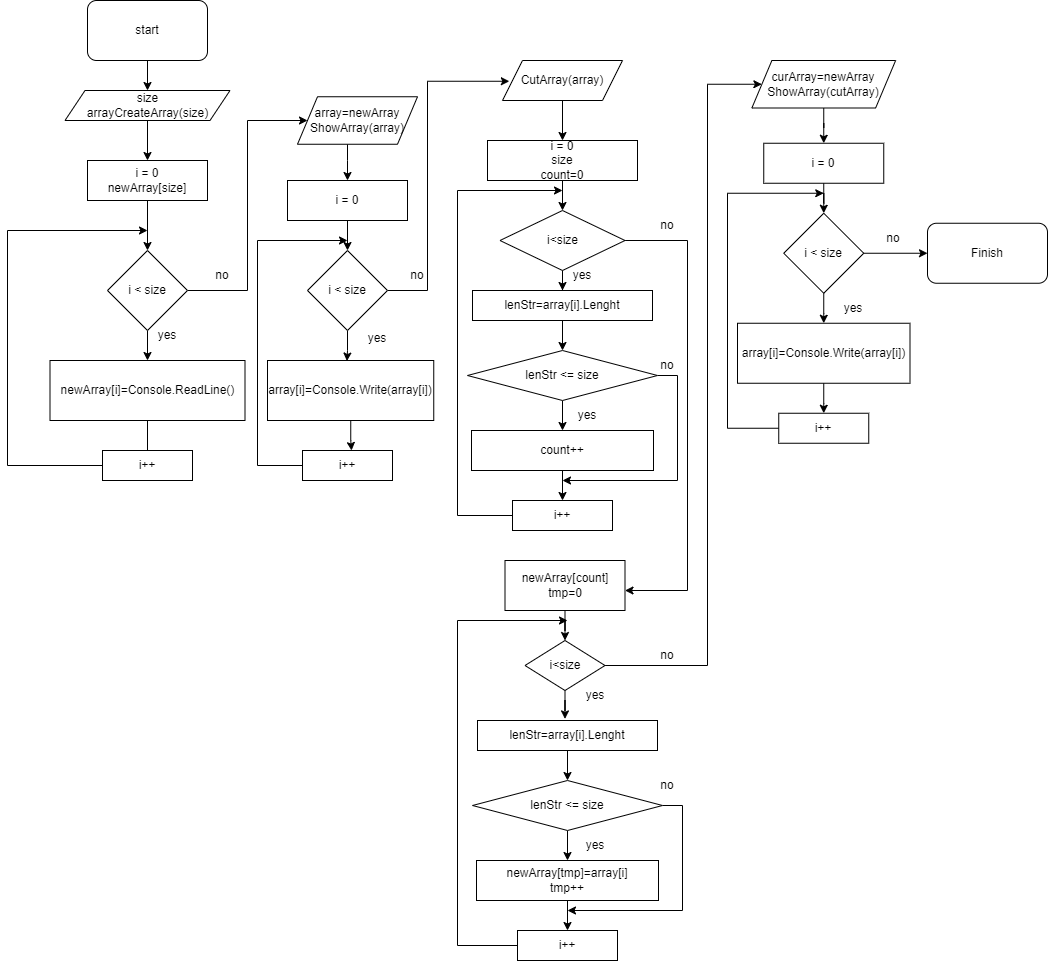 start
size
arrayCreateArray(size)
i = 0
newArray[size]
i < size
no
yes
newArray[i]=Console.ReadLine()
i++
array=newArray
ShowArray(array)
i = 0
i < size
no
yes
array[i]=Console.Write(array[i])
i++
CutArray(array)
i = 0
size
count=0
i<size
no
yes
lenStr=array[i].Lenght
lenStr <= size
no
yes
count++
i++
newArray[count]
tmp=0
i<size
no
yes
lenStr=array[i].Lenght
lenStr <= size
no
yes
newArray[tmp]=array[i]
tmp++
i++
curArray=newArray
ShowArray(cutArray)
i = 0
i < size
no
yes
array[i]=Console.Write(array[i])
i++
Finish